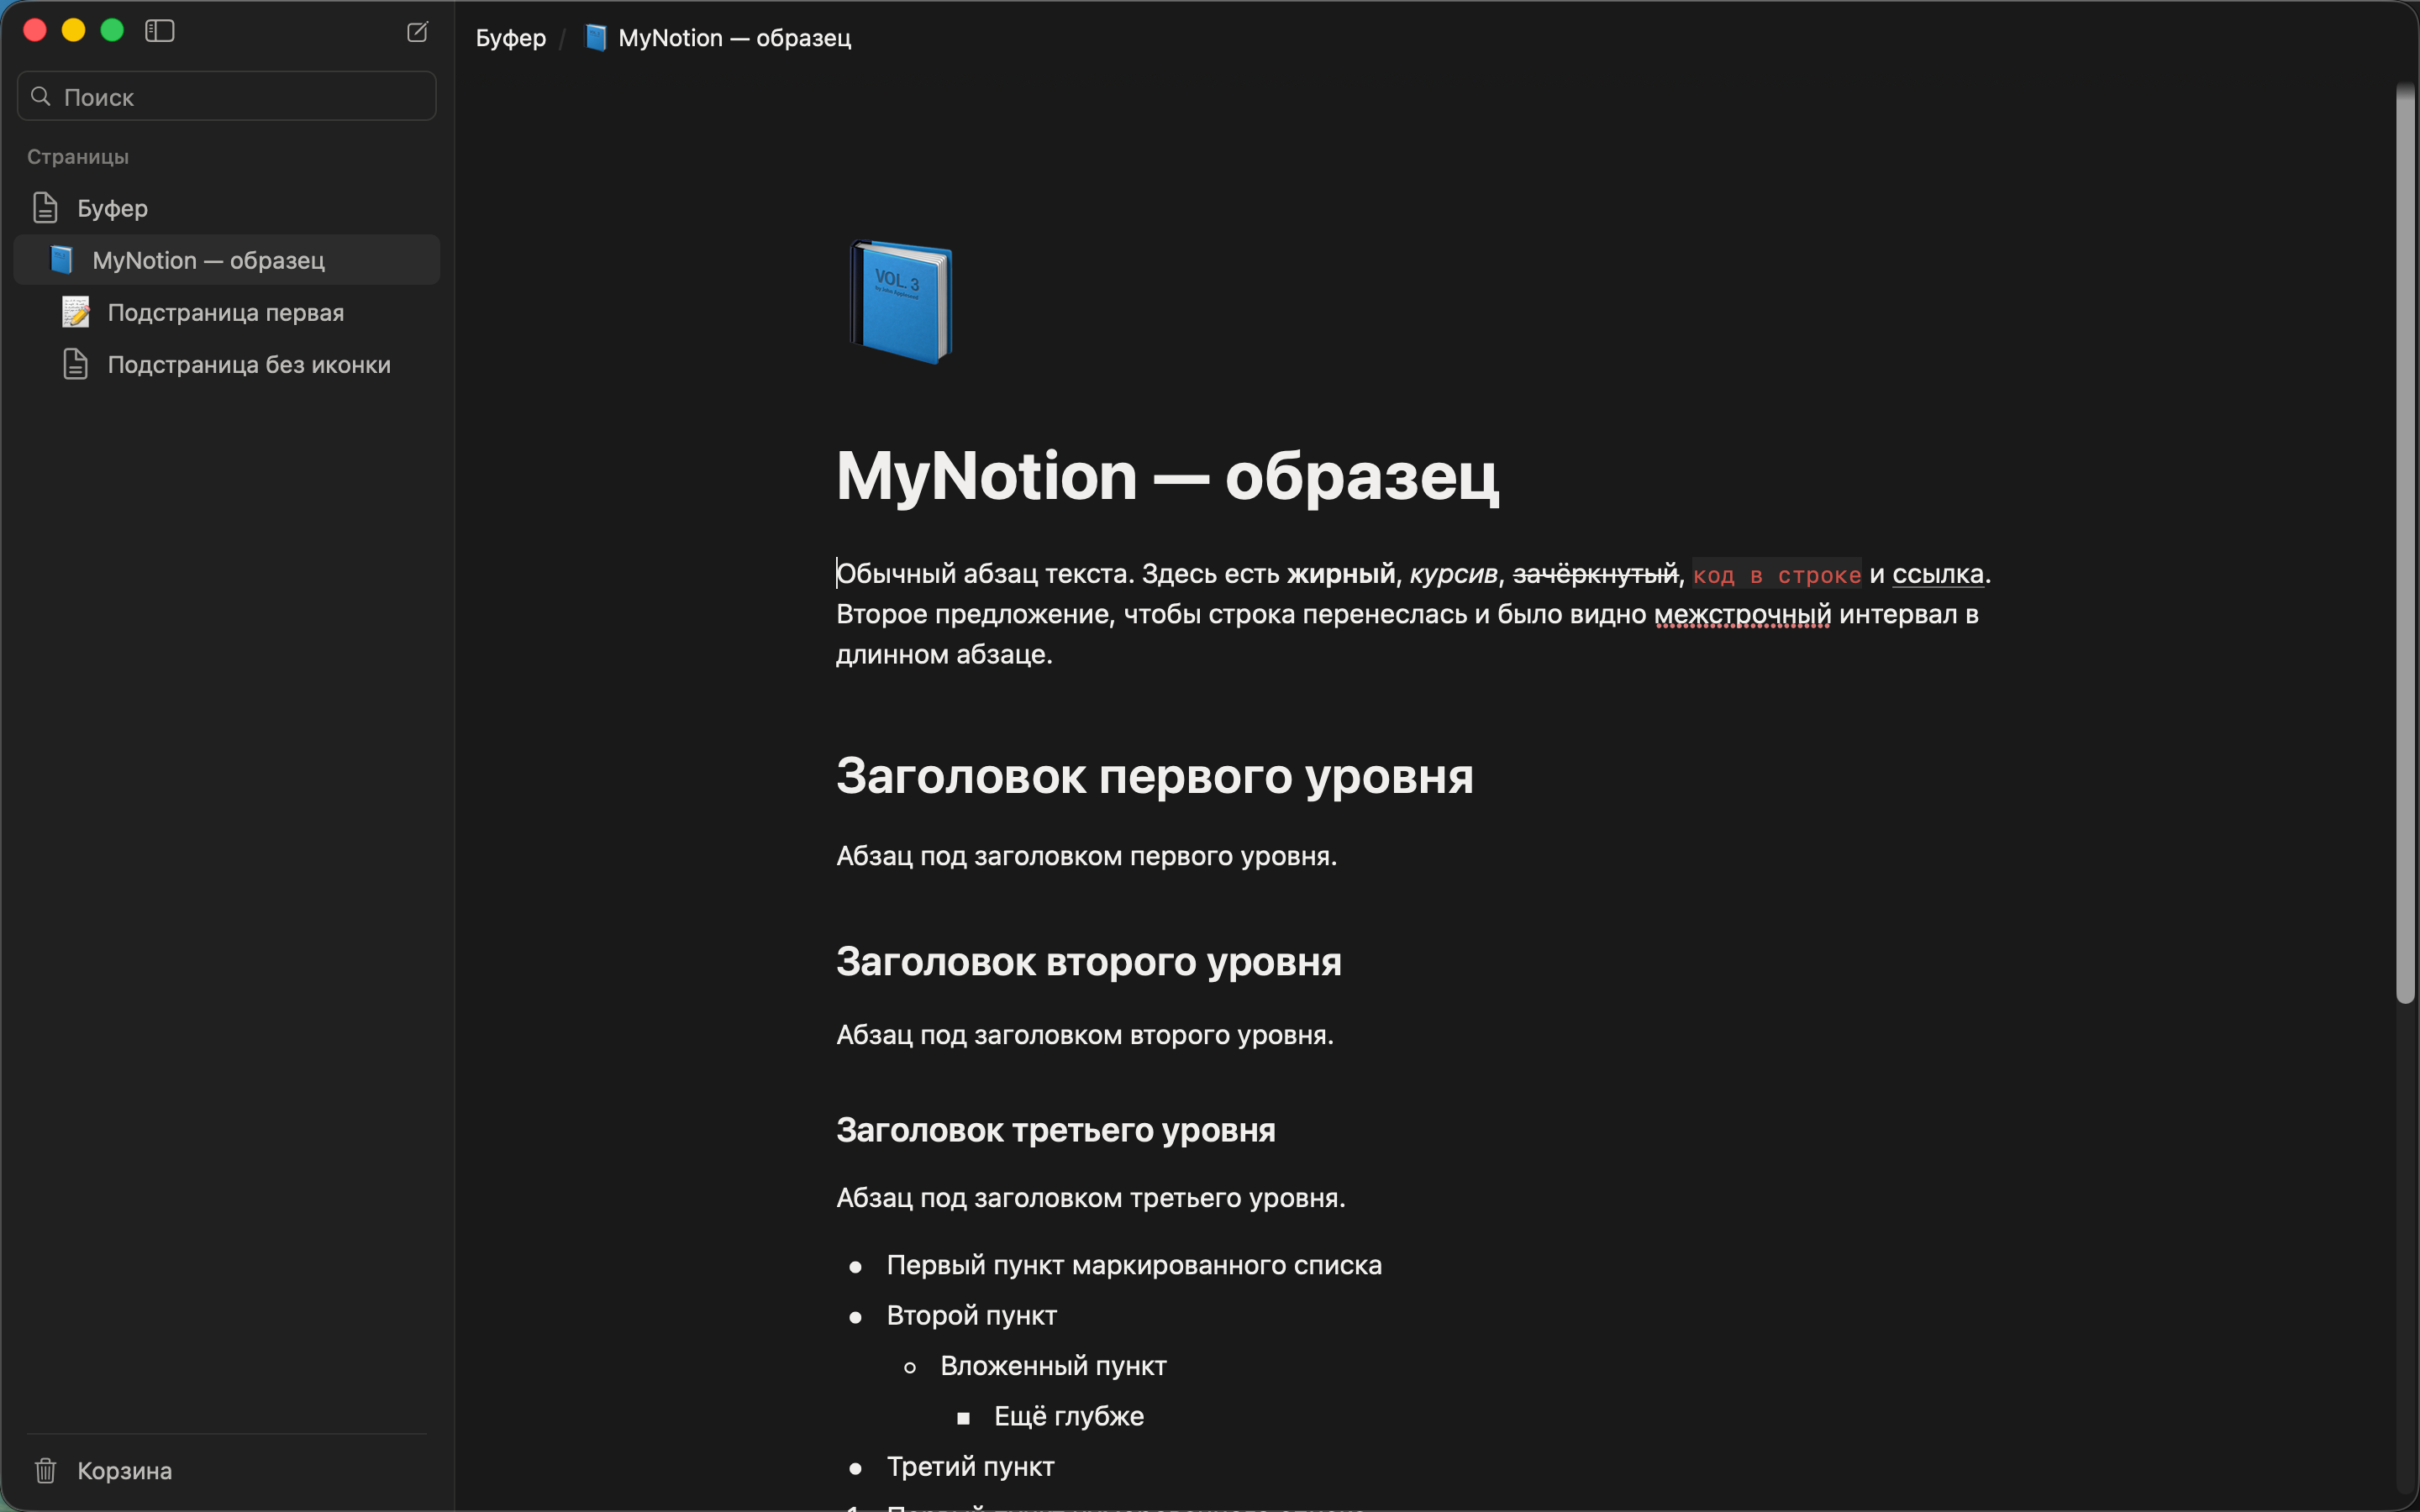 Буфер / MyNotion — образец
Поиск
Страницы
Буфер
MyNotion — образец
Подстраница первая
Подстраница без иконки
Корзина
VOL. 3
by John Appleseed
MyNotion — образец
Обычный абзац текста. Здесь есть жирный, курсив, зачёркнутый, код в строке и ссылка.
Второе предложение, чтобы строка перенеслась и было видно межстрочный интервал в
длинном абзаце.
Заголовок первого уровня
Абзац под заголовком первого уровня.
Заголовок второго уровня
Абзац под заголовком второго уровня.
Заголовок третьего уровня
Абзац под заголовком третьего уровня.
● Первый пункт маркированного списка
● Второй пункт
○ Вложенный пункт
■ Ещё глубже
● Третий пункт